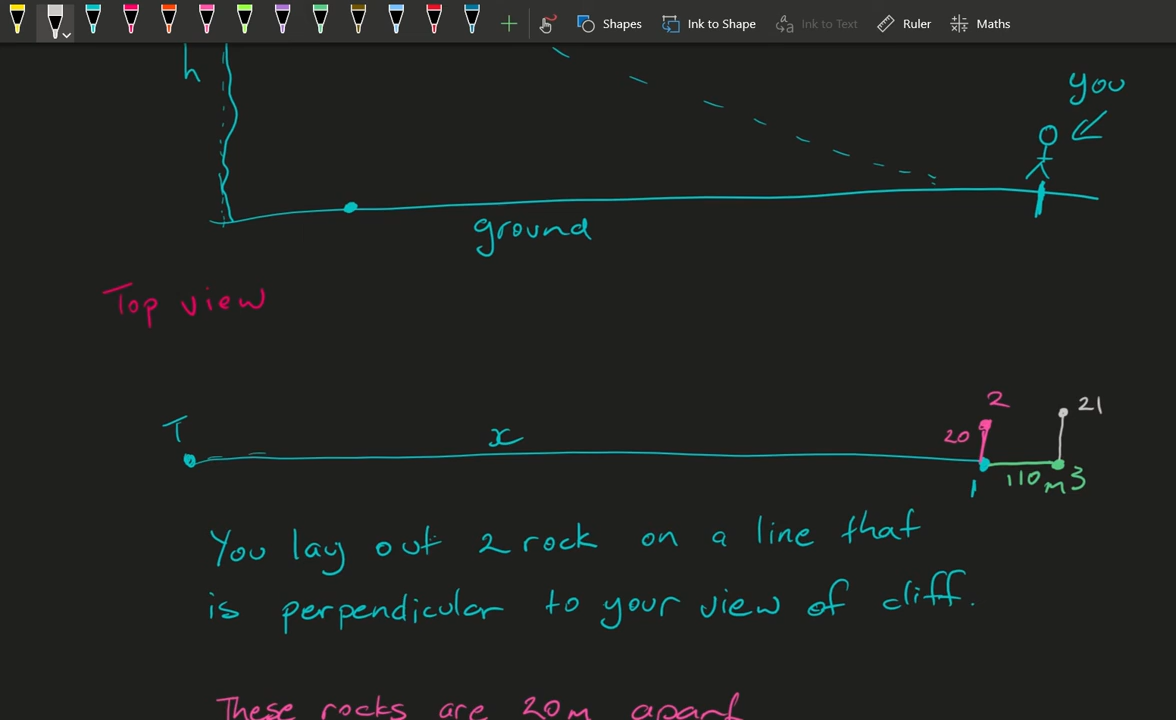 Shapes Ink to Shape Ink to Text Ruler Maths
h
you
ground
Top view
T
x
20
2
21
1
110m
3
You lay out 2 rock on a line that
is perpendicular to your view of cliff.
These rocks are 20m apart